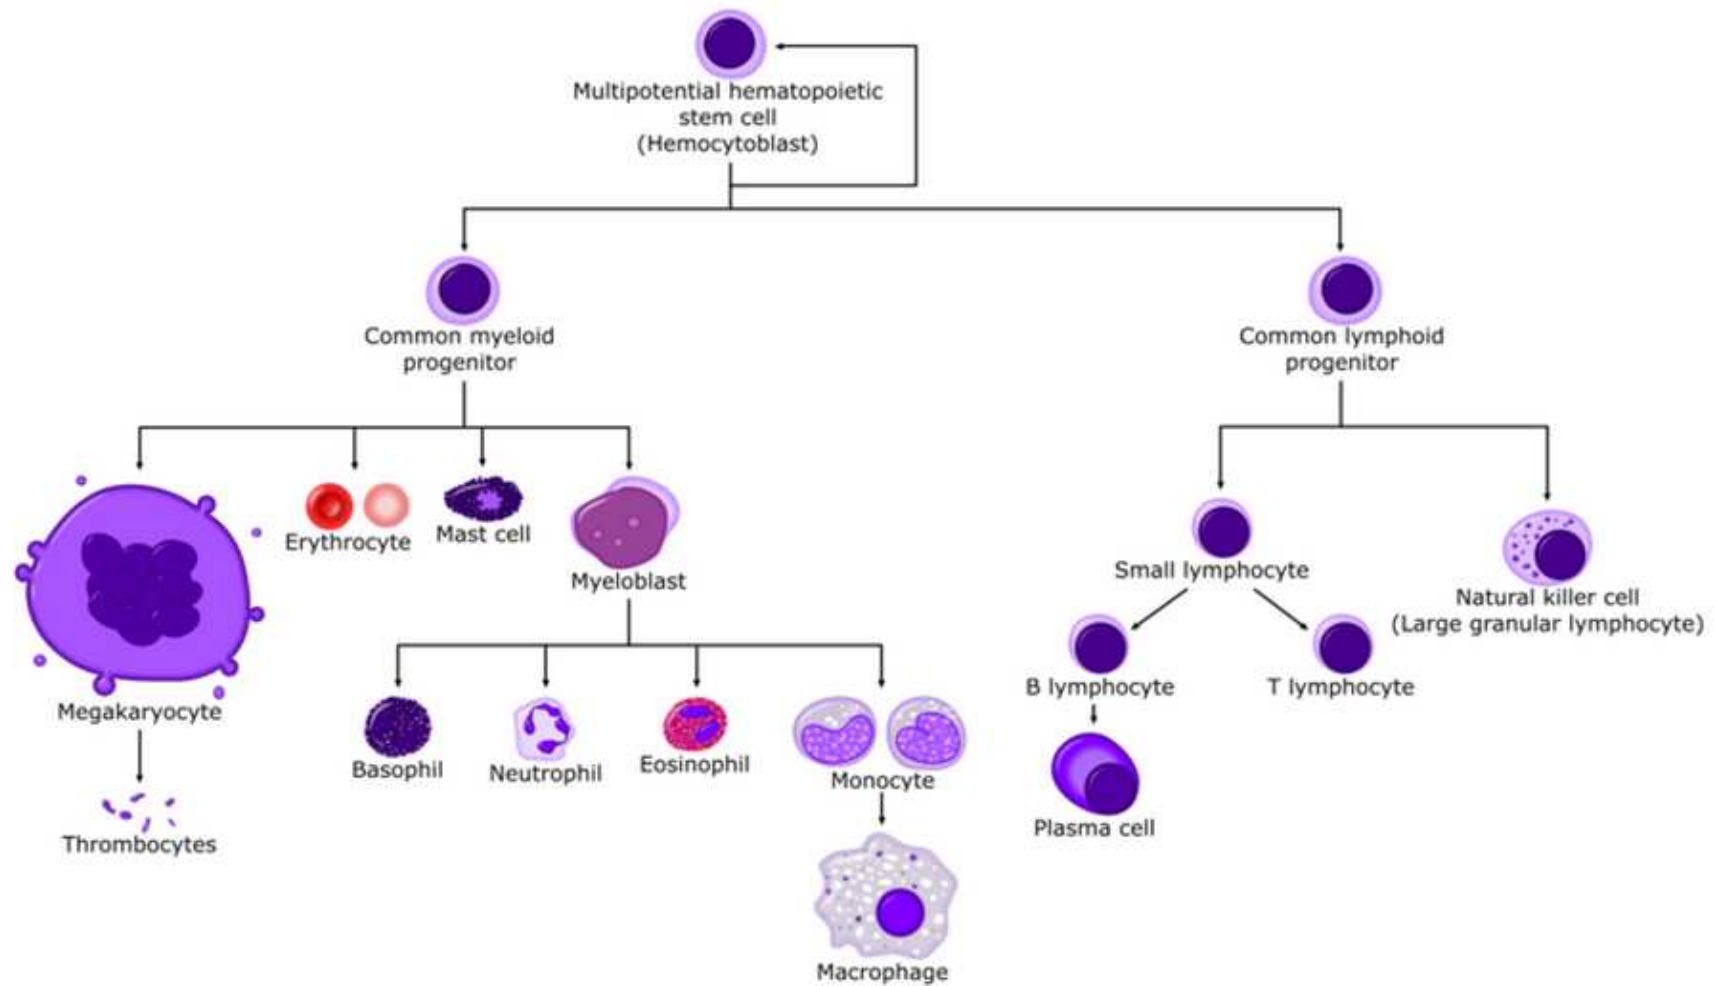 Multipotential hematopoietic
stem cell
(Hemocytoblast)
Common myeloid
progenitor
Common lymphoid
progenitor
Erythrocyte
Mast cell
Myeloblast
Small lymphocyte
Natural killer cell
(Large granular lymphocyte)
B lymphocyte
T lymphocyte
Megakaryocyte
Basophil
Neutrophil
Eosinophil
Monocyte
Plasma cell
Thrombocytes
Macrophage